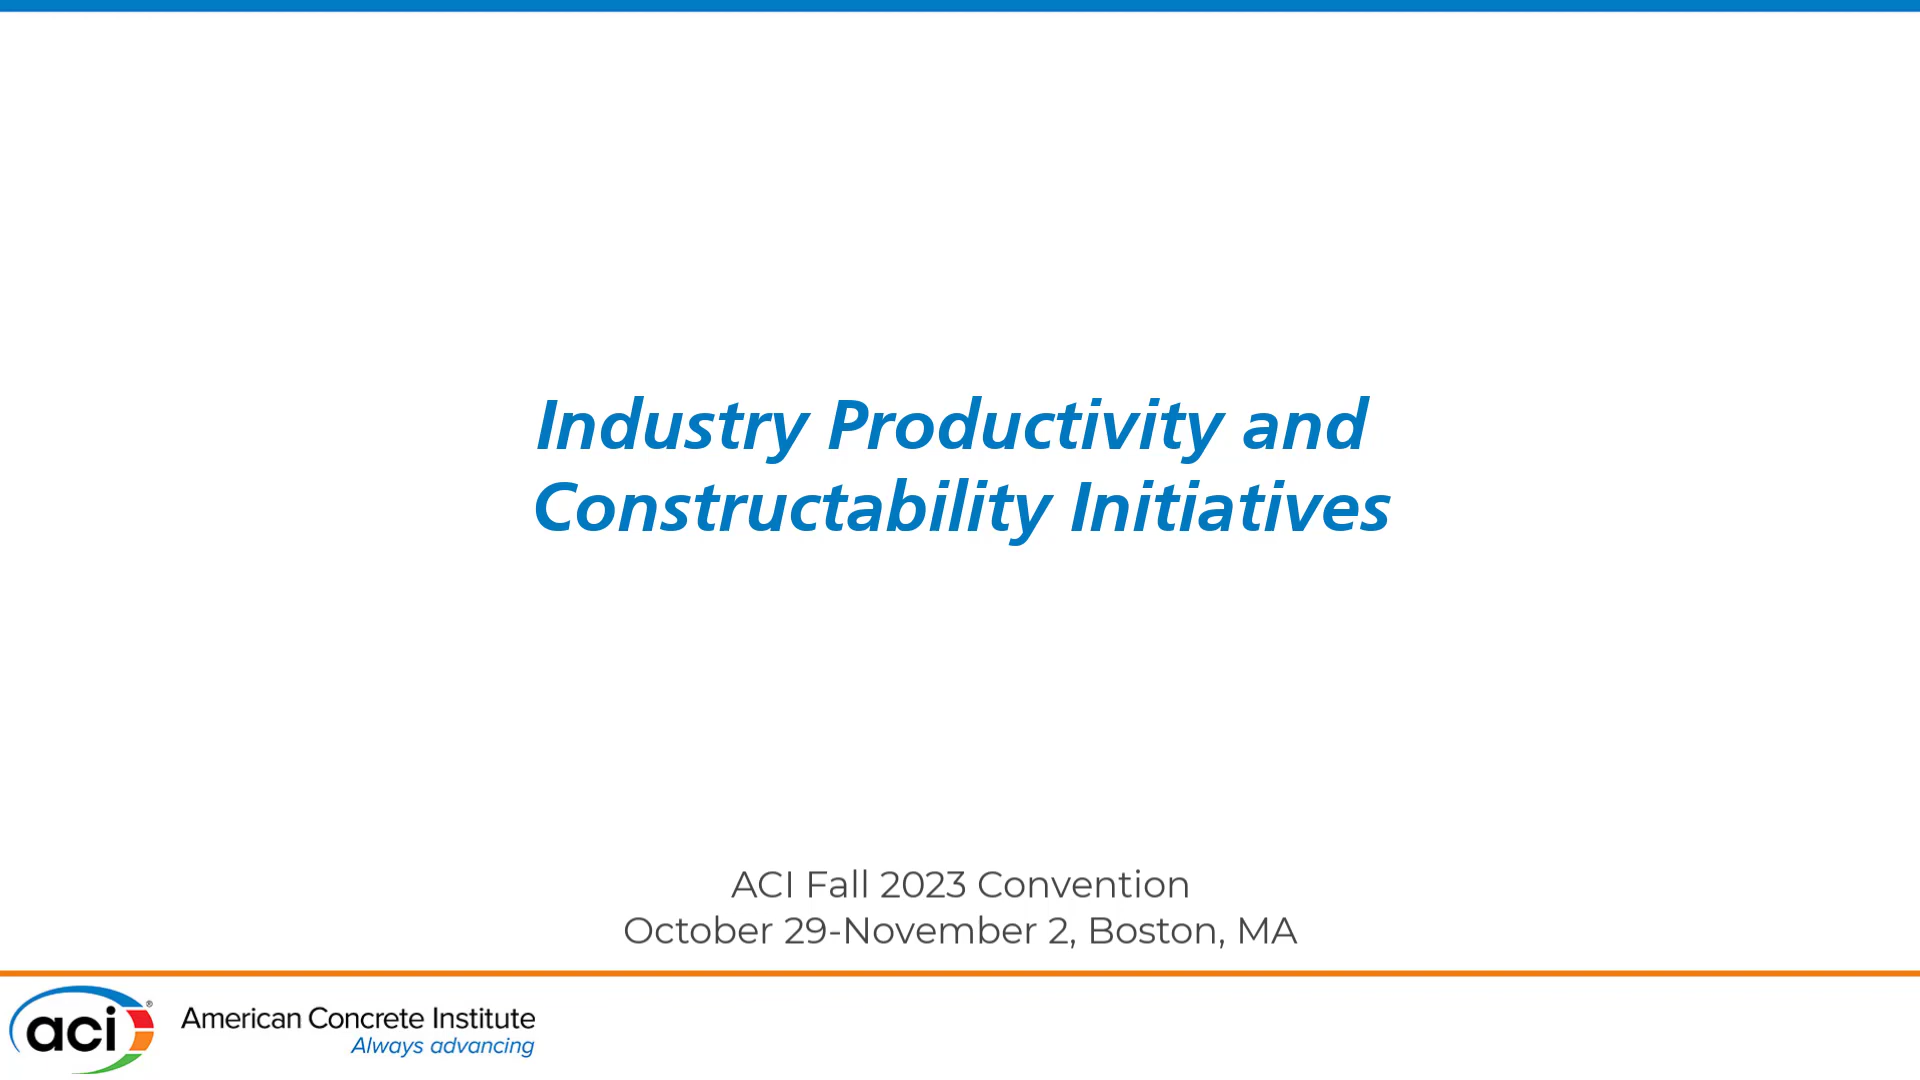 Industry Productivity and
Constructability Initiatives
ACI Fall 2023 Convention
October 29-November 2, Boston, MA
aci®
American Concrete Institute
Always advancing